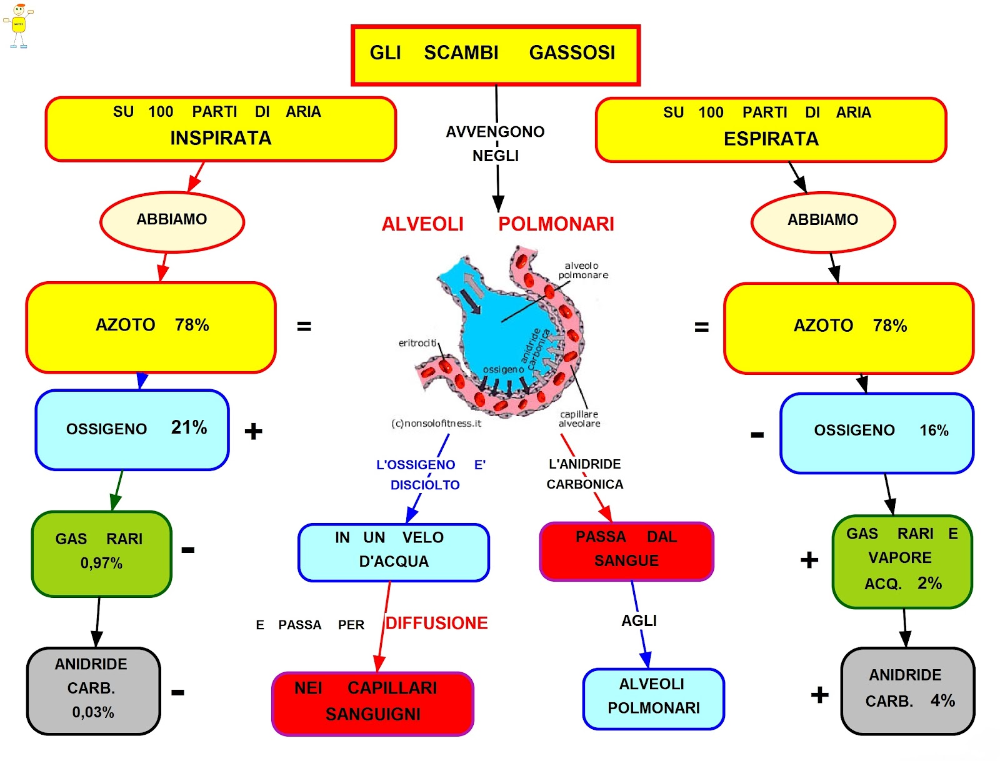 GLI SCAMBI GASSOSI
SU 100 PARTI DI ARIA
INSPIRATA
ABBIAMO
AZOTO 78%
=
OSSIGENO 21%
+
GAS RARI
0,97%
-
ANIDRIDE
CARB.
0,03%
-
AVVENGONO
NEGLI
ALVEOLI POLMONARI
alveolo
polmonare
eritrociti
anidride
carbonica
ossigeno
capillare
alveolare
(c)nonsolofitness.it
L'OSSIGENO E'
DISCIOLTO
IN UN VELO
D'ACQUA
E PASSA PER DIFFUSIONE
NEI CAPILLARI
SANGUIGNI
L'ANIDRIDE
CARBONICA
PASSA DAL
SANGUE
AGLI
ALVEOLI
POLMONARI
SU 100 PARTI DI ARIA
ESPIRATA
ABBIAMO
=
AZOTO 78%
-
OSSIGENO 16%
+
GAS RARI E
VAPORE
ACQ. 2%
+
ANIDRIDE
CARB. 4%